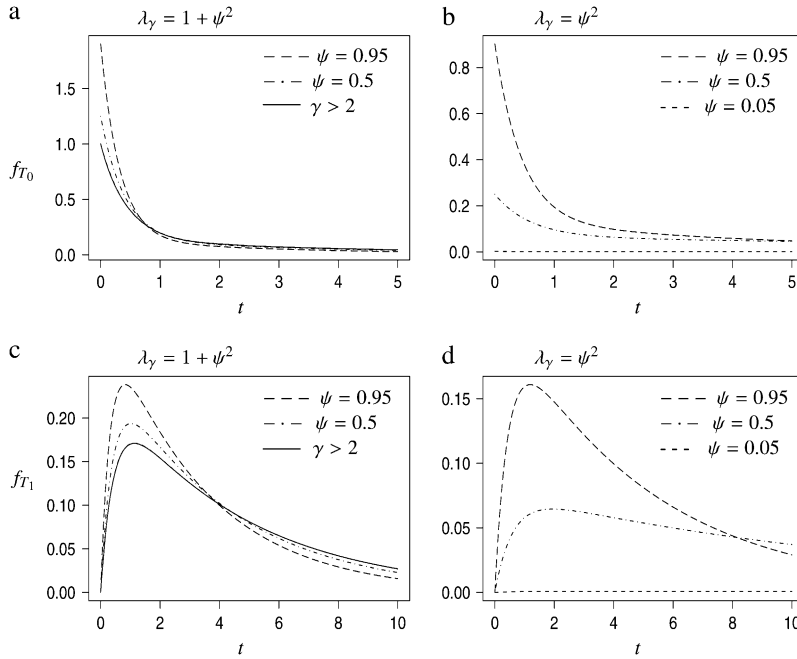 a
λγ = 1 + ψ²
ψ = 0.95
ψ = 0.5
γ > 2
1.5
1.0
0.5
0.0
fT₀
0 1 2 3 4 5
t
b
λγ = ψ²
ψ = 0.95
ψ = 0.5
ψ = 0.05
0.8
0.6
0.4
0.2
0.0
0 1 2 3 4 5
t
c
λγ = 1 + ψ²
ψ = 0.95
ψ = 0.5
γ > 2
0.20
0.15
0.10
0.05
0.00
fT₁
0 2 4 6 8 10
t
d
λγ = ψ²
ψ = 0.95
ψ = 0.5
ψ = 0.05
0.15
0.10
0.05
0.00
0 2 4 6 8 10
t